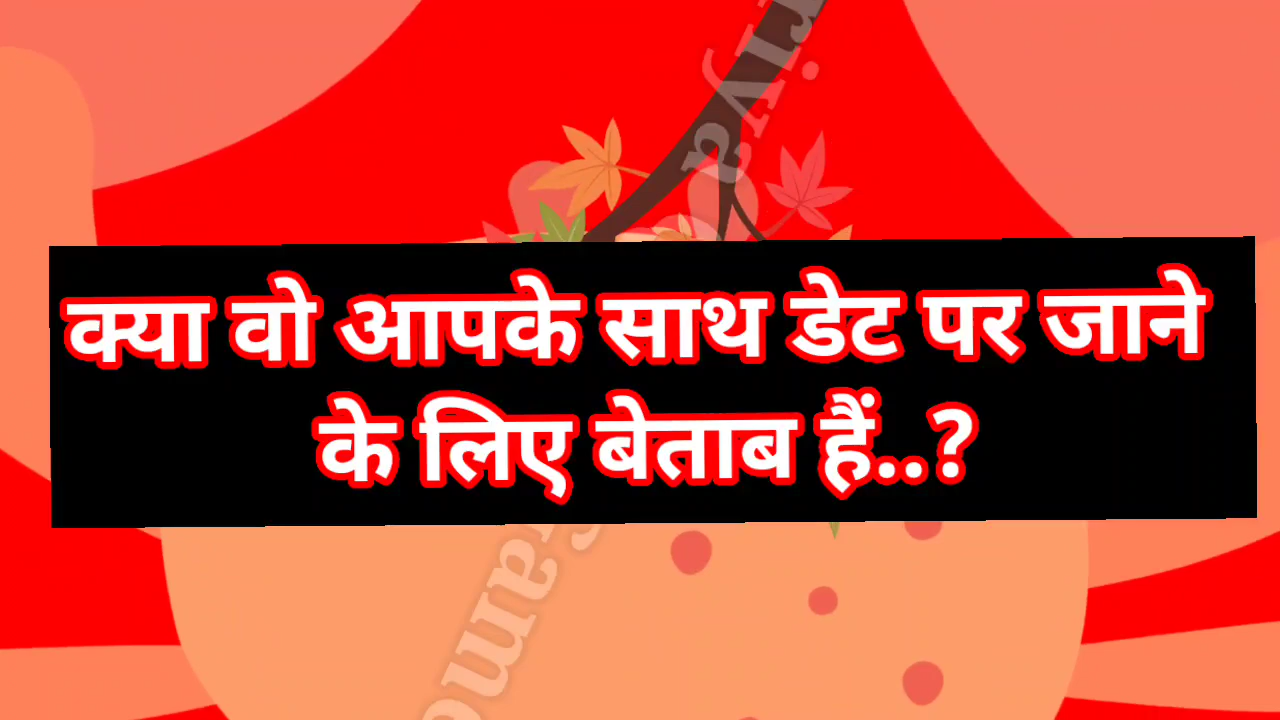 क्या वो आपके साथ डेट पर जाने
के लिए बेताब हैं..?